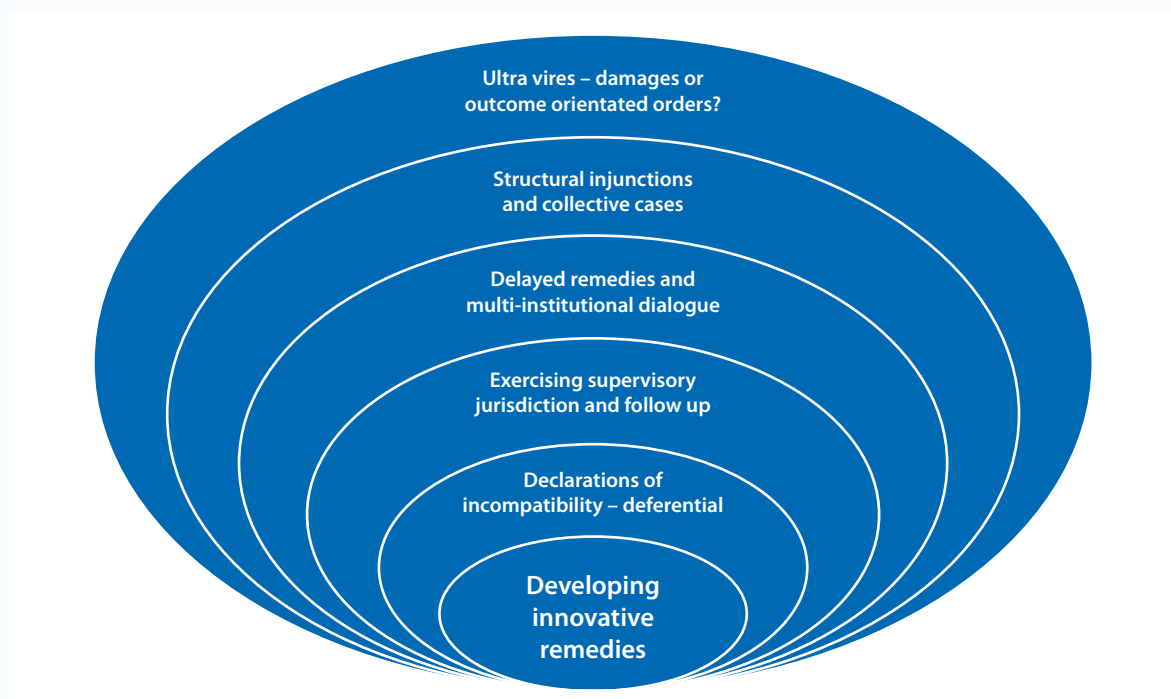 Ultra vires – damages or
outcome orientated orders?
Structural injunctions
and collective cases
Delayed remedies and
multi-institutional dialogue
Exercising supervisory
jurisdiction and follow up
Declarations of
incompatibility – deferential
Developing
innovative
remedies